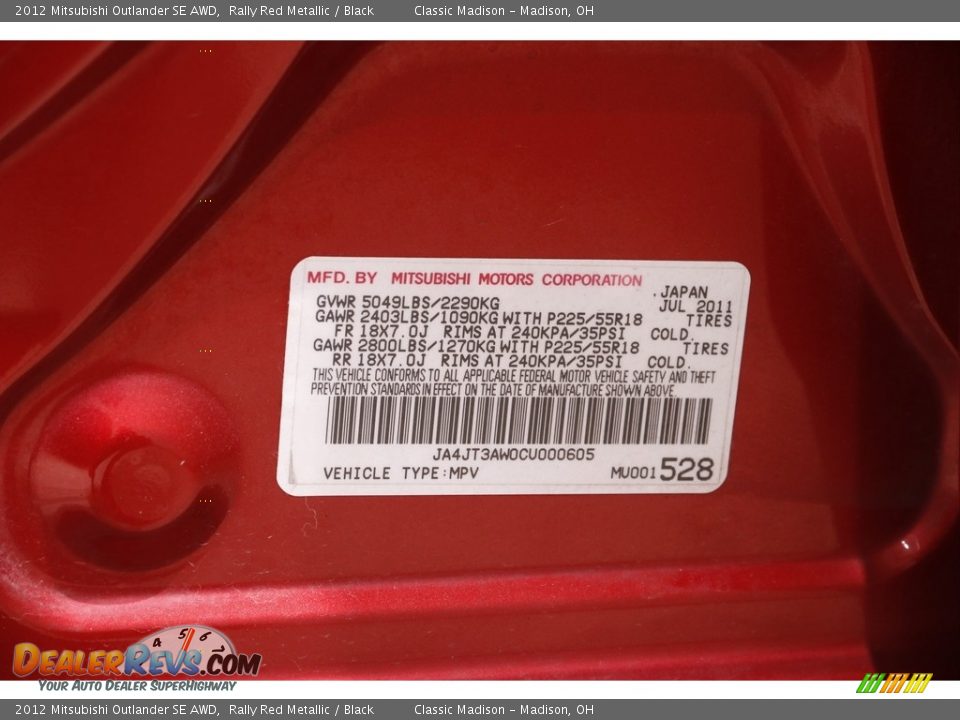 2012 Mitsubishi Outlander SE AWD, Rally Red Metallic / Black Classic Madison - Madison, OH
MFD. BY MITSUBISHI MOTORS CORPORATION
. JAPAN
GVWR 5049LBS/2290KG JUL 2011
GAWR 2403LBS/1090KG WITH P225/55R18 TIRES
FR 18X7.0J RIMS AT 240KPA/35PSI COLD.
GAWR 2800LBS/1270KG WITH P225/55R18 TIRES
RR 18X7.0J RIMS AT 240KPA/35PSI COLD.
THIS VEHICLE CONFORMS TO ALL APPLICABLE FEDERAL MOTOR VEHICLE SAFETY AND THEFT
PREVENTION STANDARDS IN EFFECT ON THE DATE OF MANUFACTURE SHOWN ABOVE.
JA4JT3AW0CU000605
VEHICLE TYPE:MPV MU001528
4 5 6
DEALERREVS.COM
YOUR AUTO DEALER SUPERHIGHWAY
2012 Mitsubishi Outlander SE AWD, Rally Red Metallic / Black Classic Madison - Madison, OH